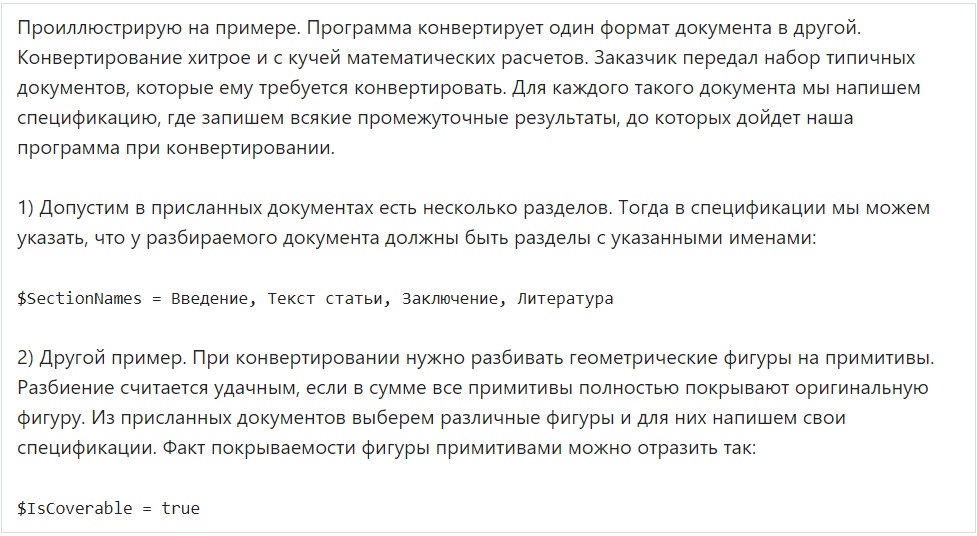 Проиллюстрирую на примере. Программа конвертирует один формат документа в другой.
Конвертирование хитрое и с кучей математических расчетов. Заказчик передал набор типичных
документов, которые ему требуется конвертировать. Для каждого такого документа мы напишем
спецификацию, где запишем всякие промежуточные результаты, до которых дойдет наша
программа при конвертировании.
1) Допустим в присланных документах есть несколько разделов. Тогда в спецификации мы можем
указать, что у разбираемого документа должны быть разделы с указанными именами:
$SectionNames = Введение, Текст статьи, Заключение, Литература
2) Другой пример. При конвертировании нужно разбивать геометрические фигуры на примитивы.
Разбиение считается удачным, если в сумме все примитивы полностью покрывают оригинальную
фигуру. Из присланных документов выберем различные фигуры и для них напишем свои
спецификации. Факт покрываемости фигуры примитивами можно отразить так:
$IsCoverable = true